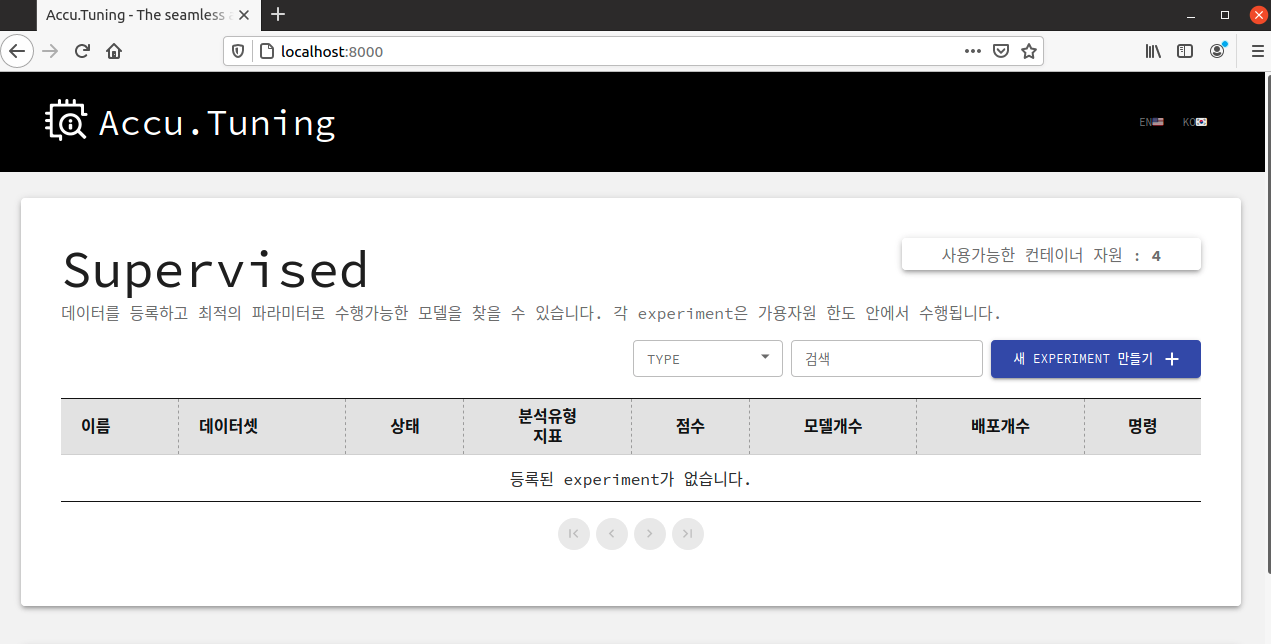 Accu.Tuning - The seamless
localhost:8000
Accu.Tuning
EN KO
Supervised
사용가능한 컨테이너 자원 : 4
데이터를 등록하고 최적의 파라미터로 수행가능한 모델을 찾을 수 있습니다. 각 experiment은 가용자원 한도 안에서 수행됩니다.
TYPE 검색 새 EXPERIMENT 만들기
이름 데이터셋 상태 분석유형 점수 모델개수 배포개수 명령
지표
등록된 experiment가 없습니다.